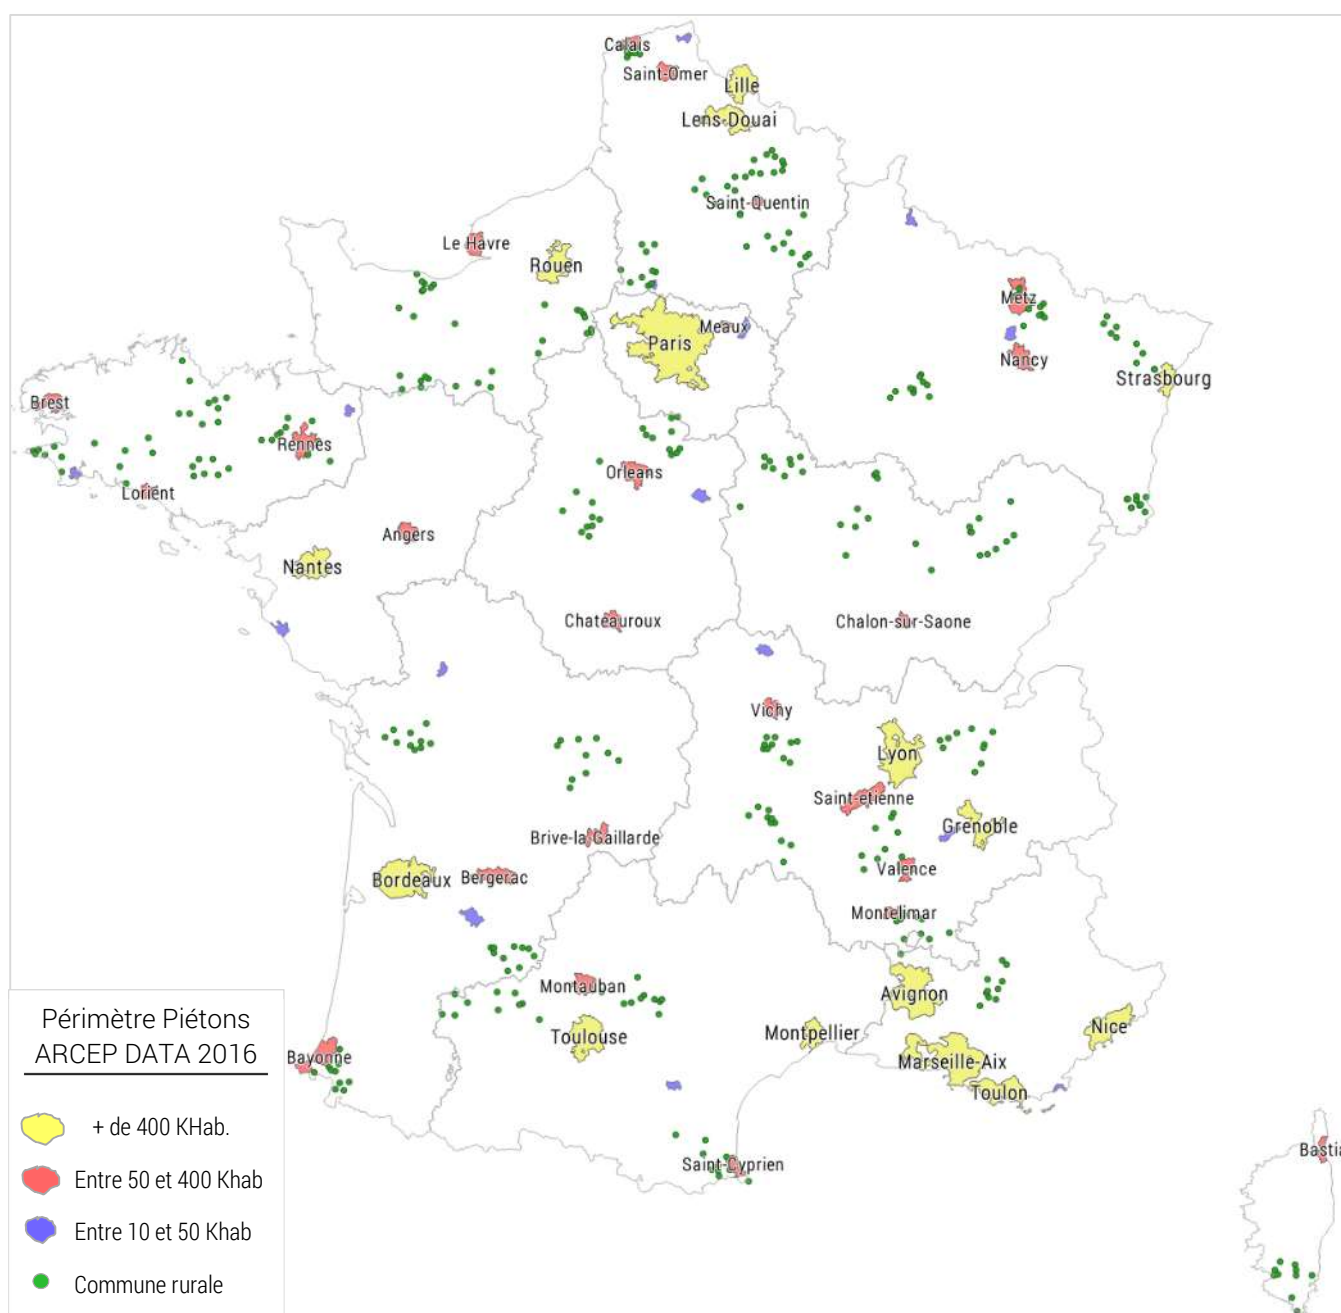 Calais
Saint-Omer
Lille
Lens-Douai
Saint-Quentin
Le Havre
Rouen
Metz
Meaux
Paris
Nancy
Strasbourg
Brest
Rennes
Orleans
Lorient
Angers
Nantes
Chateauroux
Chalon-sur-Saone
Vichy
Lyon
Saint-etienne
Grenoble
Brive-la Gaillarde
Bordeaux
Bergerac
Valence
Montelimar
Montauban
Avignon
Toulouse
Montpellier
Nice
Marseille-Aix
Toulon
Bayonne
Saint-Cyprien
Bastia
Périmètre Piétons
ARCEP DATA 2016
+ de 400 KHab.
Entre 50 et 400 Khab
Entre 10 et 50 Khab
Commune rurale